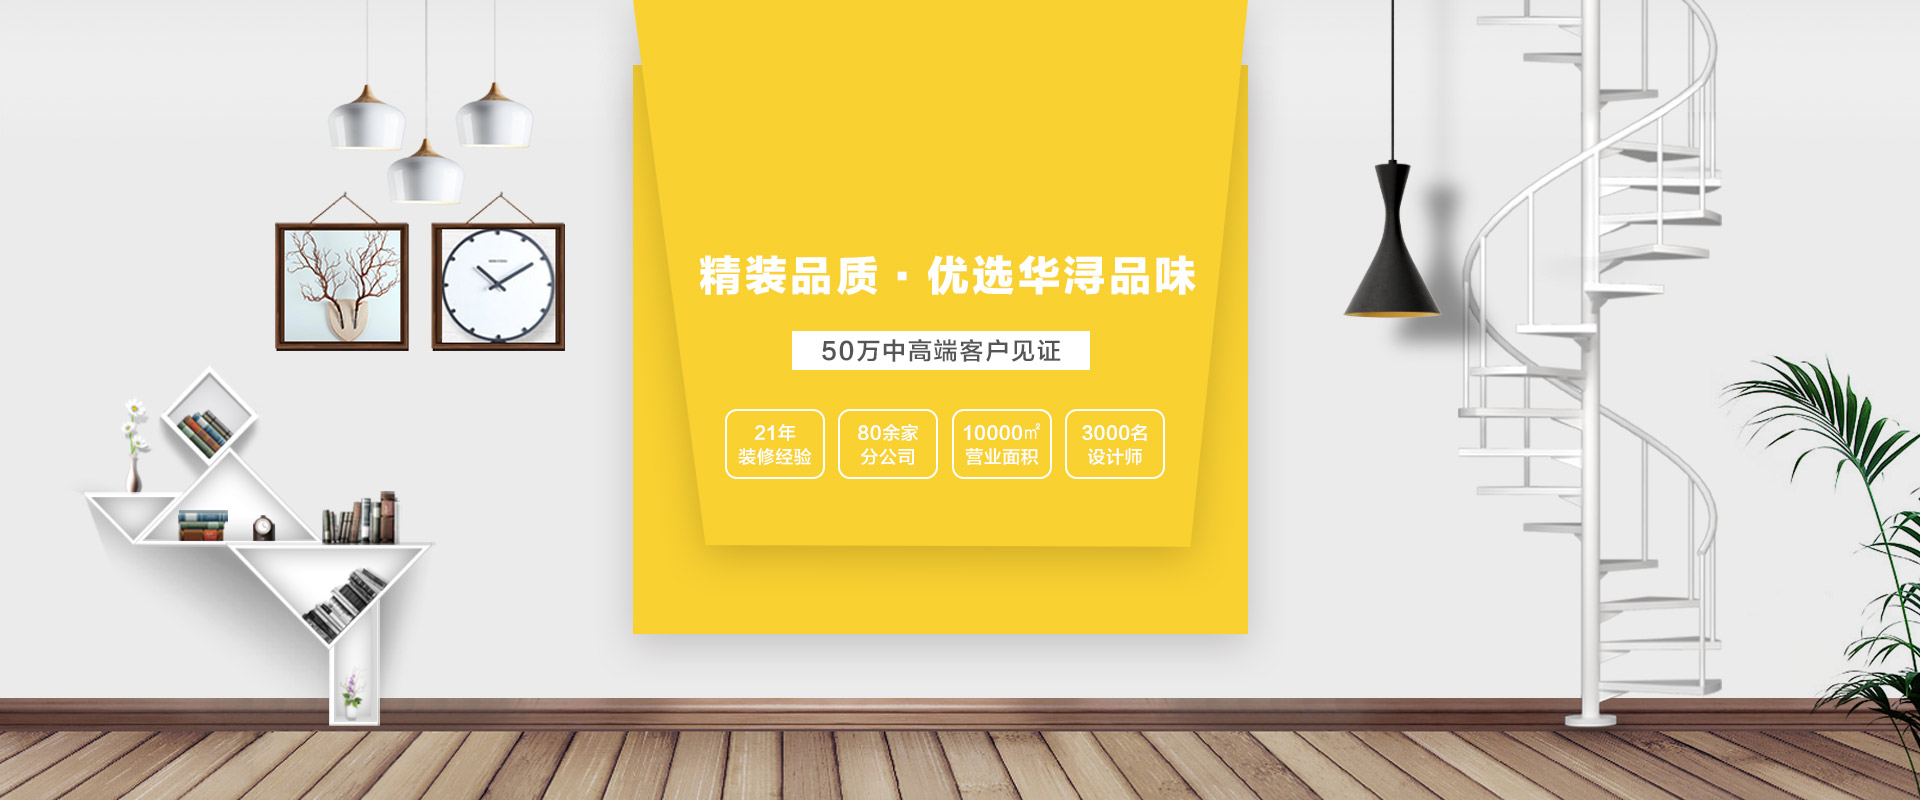 精装品质·优选华浔品味
50万中高端客户见证
21年
装修经验
80余家
分公司
10000㎡
营业面积
3000名
设计师